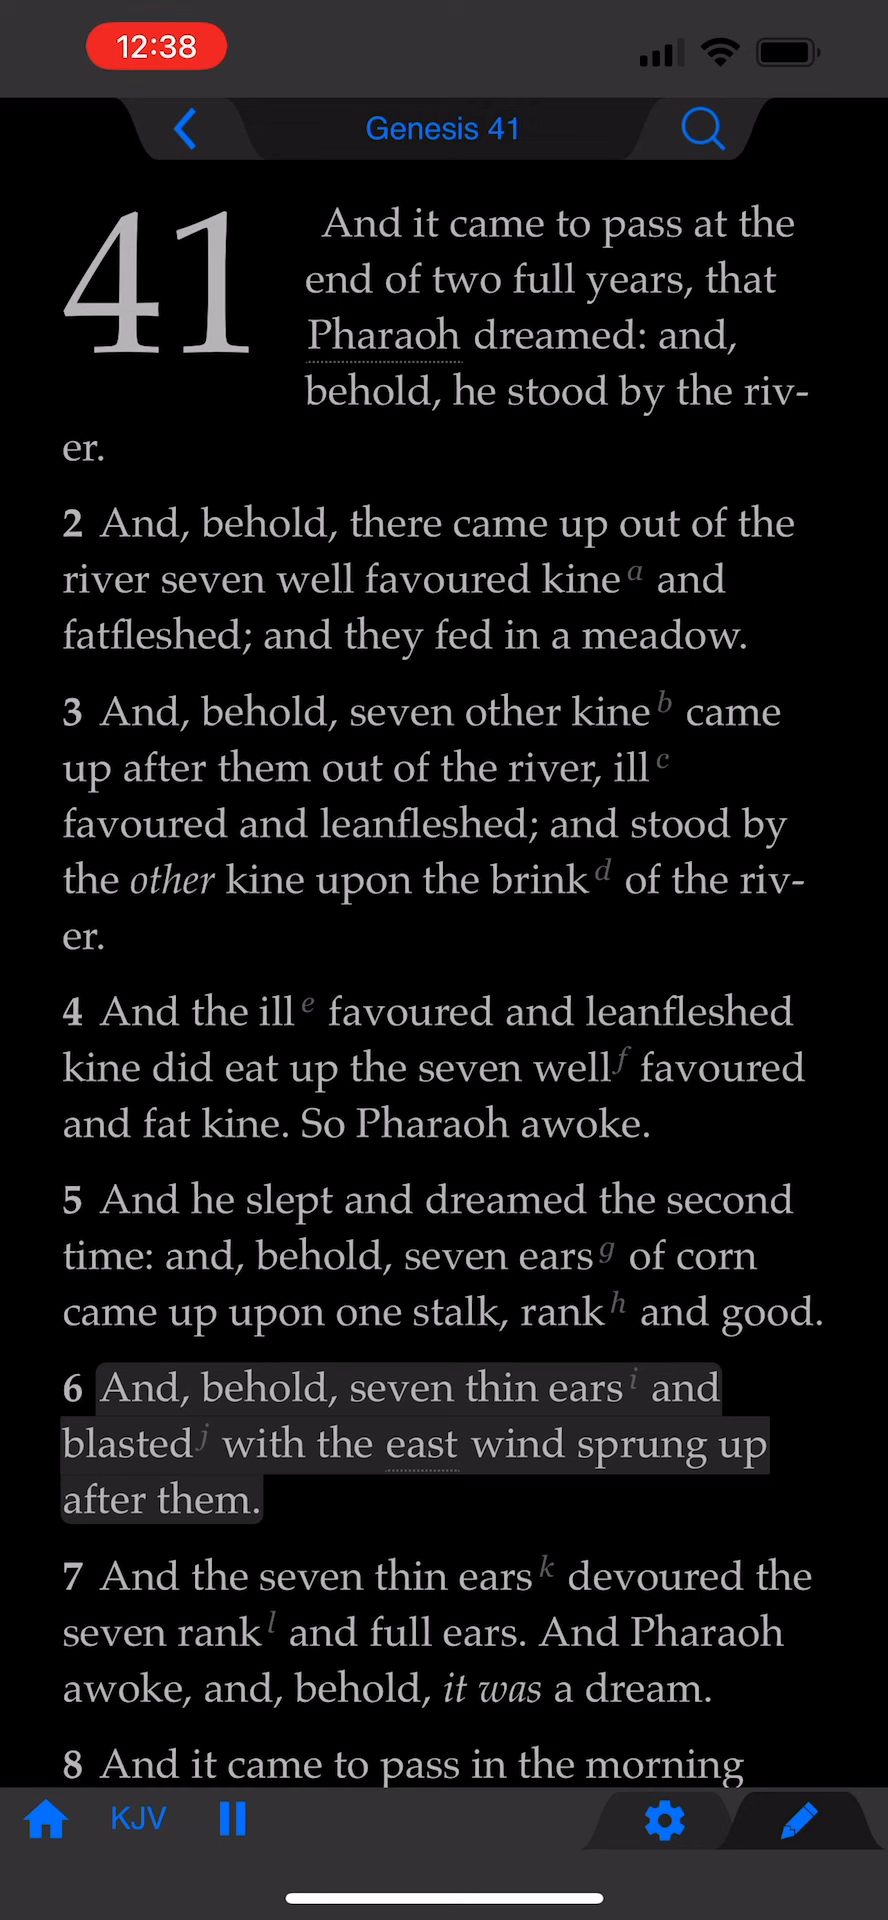 12:38
Genesis 41
41 And it came to pass at the
end of two full years, that
Pharaoh dreamed: and,
behold, he stood by the riv-
er.
2 And, behold, there came up out of the
river seven well favoured kine a and
fatfleshed; and they fed in a meadow.
3 And, behold, seven other kine b came
up after them out of the river, ill c
favoured and leanfleshed; and stood by
the other kine upon the brink d of the riv-
er.
4 And the ill e favoured and leanfleshed
kine did eat up the seven well f favoured
and fat kine. So Pharaoh awoke.
5 And he slept and dreamed the second
time: and, behold, seven ears g of corn
came up upon one stalk, rank h and good.
6 And, behold, seven thin ears i and
blasted j with the east wind sprung up
after them.
7 And the seven thin ears k devoured the
seven rank l and full ears. And Pharaoh
awoke, and, behold, it was a dream.
8 And it came to pass in the morning
KJV